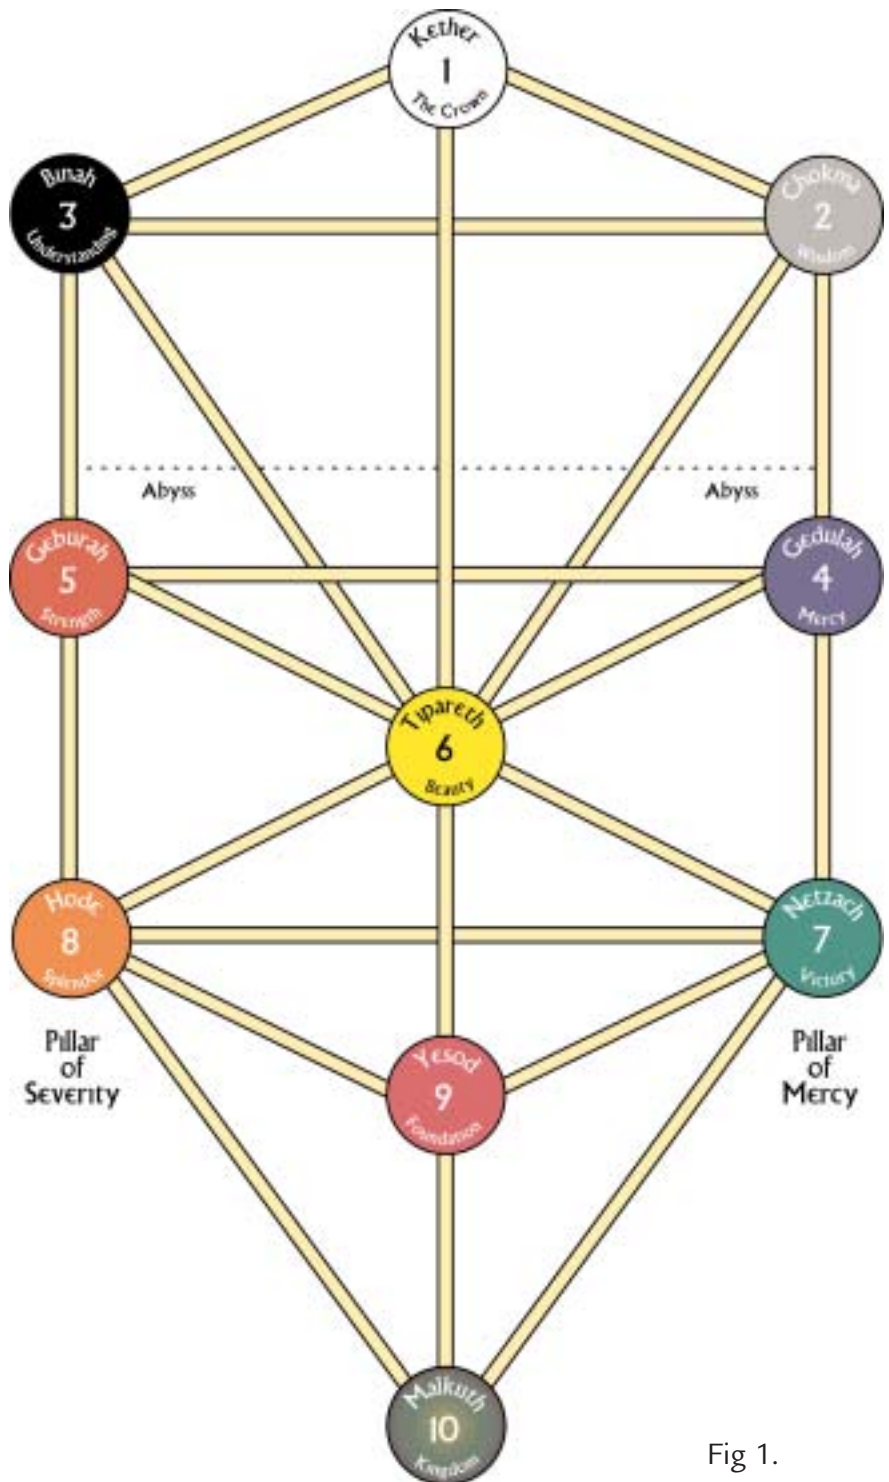 Kether
1
The Crown
Binah
3
Understanding
Chokma
2
Wisdom
Abyss
Abyss
Geburah
5
Strength
Gedulah
4
Mercy
Tipareth
6
Beauty
Hode
8
Splendor
Netzach
7
Victory
Pillar
of
Severity
Pillar
of
Mercy
Yesod
9
Foundation
Malkuth
10
Kingdom
Fig 1.